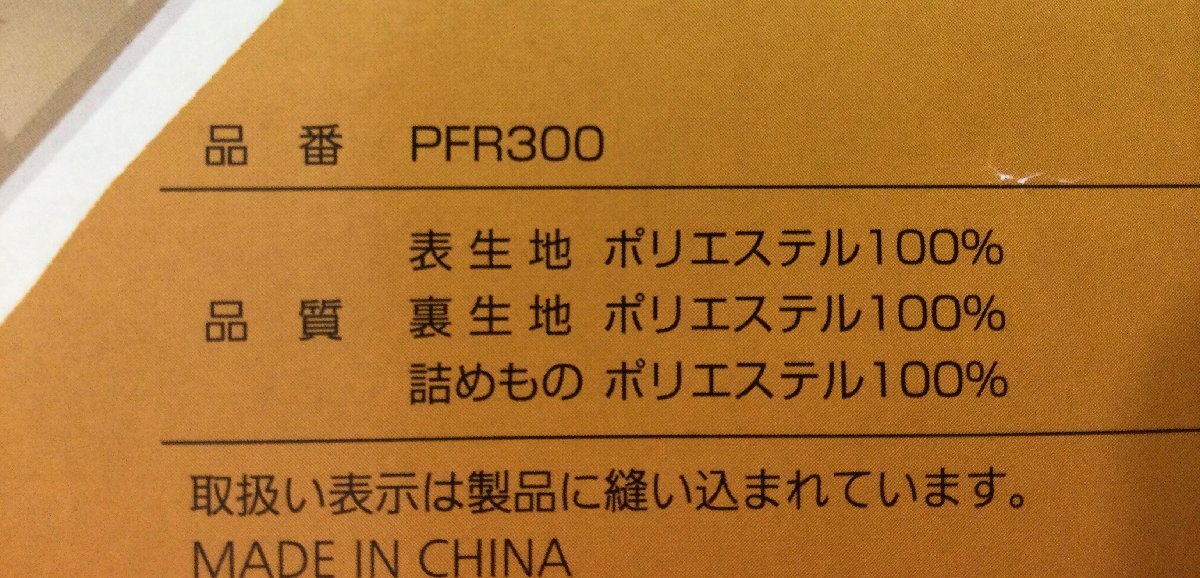 品番 PFR300
表生地 ポリエステル100%
品質 裏生地 ポリエステル100%
詰めもの ポリエステル100%
取扱い表示は製品に縫い込まれています。
MADE IN CHINA